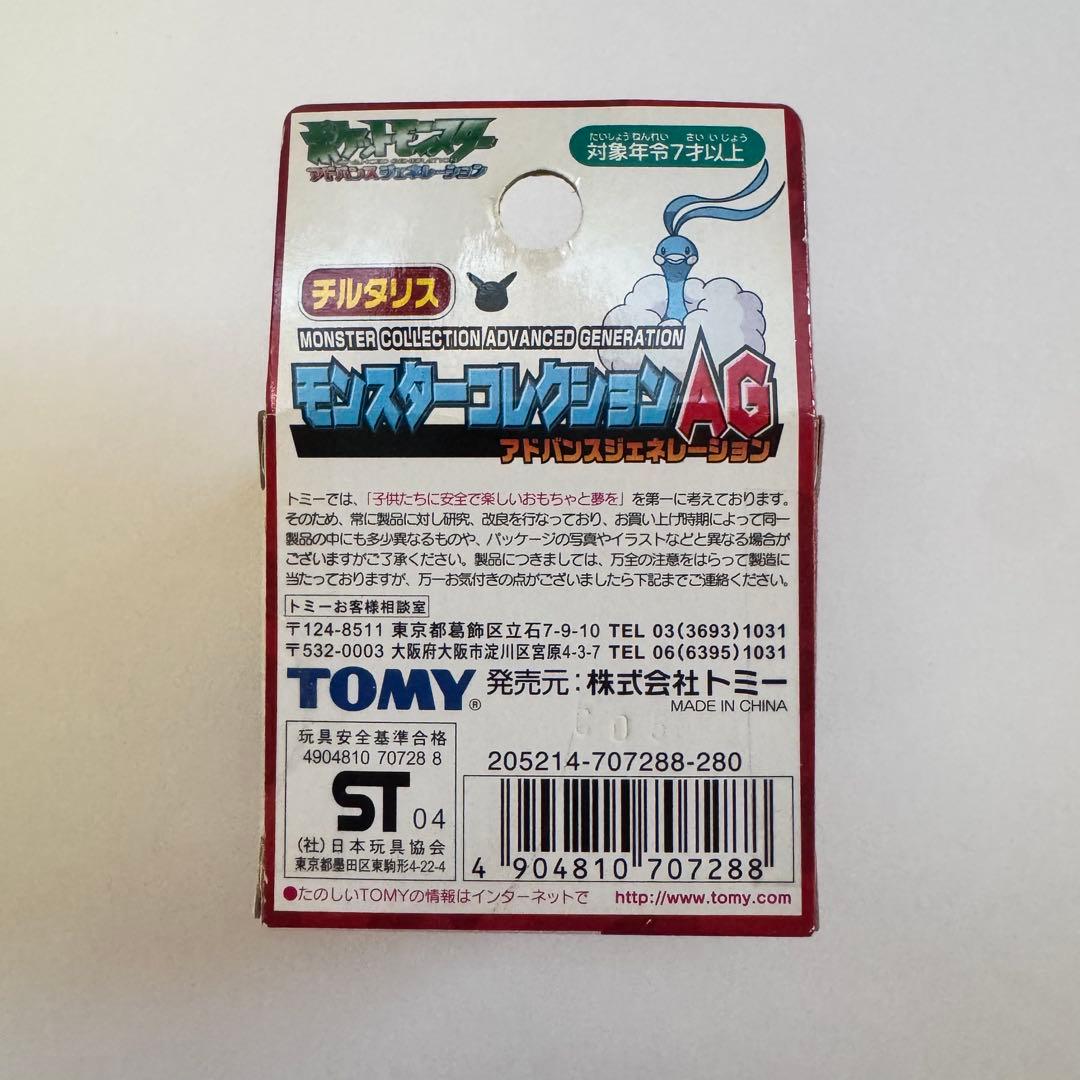 ポケットモンスター
アドバンスジェネレーション
たいしょうねんれい さいいじょう
対象年令7才以上
チルタリス
MONSTER COLLECTION ADVANCED GENERATION
モンスターコレクションAG
アドバンスジェネレーション
トミーでは、「子供たちに安全で楽しいおもちゃと夢を」を第一に考えております。
そのため、常に製品に対し研究、改良を行なっており、お買い上げ時期によって同一
製品の中にも多少異なるものや、パッケージの写真やイラストなどと異なる場合が
ございますがご了承ください。製品につきましては、万全の注意をはらって製造に
当たっておりますが、万一お気付きの点がございましたら下記までご連絡ください。
トミーお客様相談室
〒124-8511 東京都葛飾区立石7-9-10 TEL 03(3693)1031
〒532-0003 大阪府大阪市淀川区宮原4-3-7 TEL 06(6395)1031
TOMY® 発売元：株式会社トミー
MADE IN CHINA
玩具安全基準合格
4904810 70728 8
ST 04
(社)日本玩具協会
東京都墨田区東駒形4-22-4
205214-707288-280
4 904810 707288
●たのしいTOMYの情報はインターネットで http://www.tomy.com